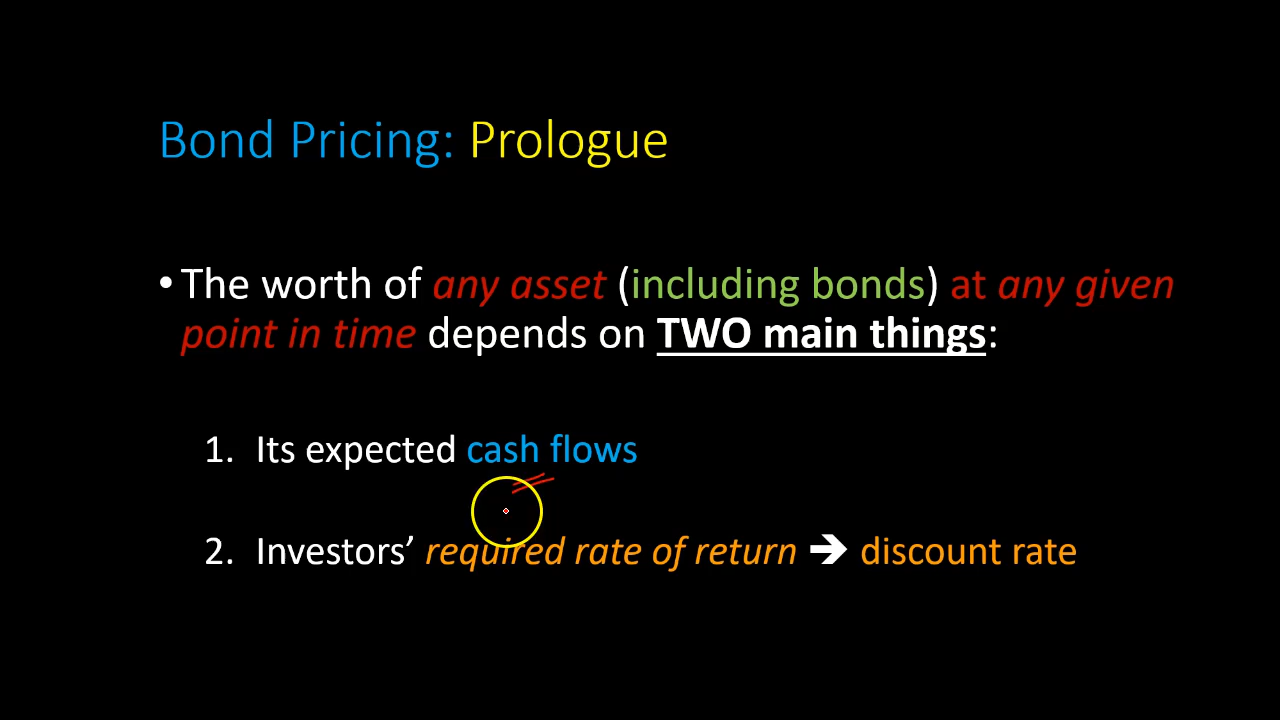 Bond Pricing: Prologue
• The worth of any asset (including bonds) at any given
point in time depends on TWO main things:
1. Its expected cash flows
2. Investors’ required rate of return 🡺 discount rate